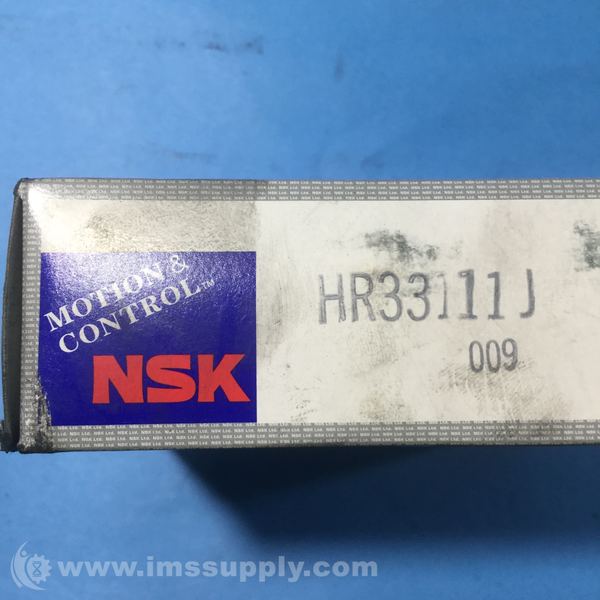 MOTION &
CONTROL™
NSK
HR33111J
009
www.imssupply.com